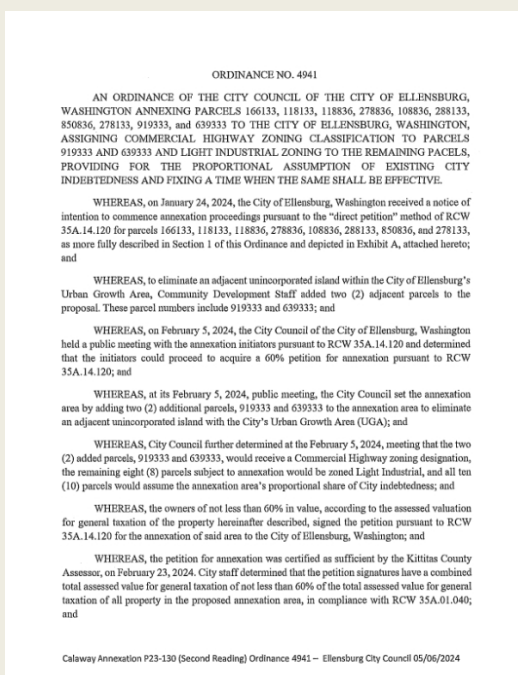 ORDINANCE NO. 4941
AN ORDINANCE OF THE CITY COUNCIL OF THE CITY OF ELLENSBURG,
WASHINGTON ANNEXING PARCELS 166133, 118133, 118836, 278836, 108836, 288133,
850836, 278133, 919333, and 639333 TO THE CITY OF ELLENSBURG, WASHINGTON,
ASSIGNING COMMERCIAL HIGHWAY ZONING CLASSIFICATION TO PARCELS
919333 AND 639333 AND LIGHT INDUSTRIAL ZONING TO THE REMAINING PACELS,
PROVIDING FOR THE PROPORTIONAL ASSUMPTION OF EXISTING CITY
INDEBTEDNESS AND FIXING A TIME WHEN THE SAME SHALL BE EFFECTIVE.
WHEREAS, on January 24, 2024, the City of Ellensburg, Washington received a notice of
intention to commence annexation proceedings pursuant to the “direct petition” method of RCW
35A.14.120 for parcels 166133, 118133, 118836, 278836, 108836, 288133, 850836, and 278133,
as more fully described in Section 1 of this Ordinance and depicted in Exhibit A, attached hereto;
and
WHEREAS, to eliminate an adjacent unincorporated island within the City of Ellensburg’s
Urban Growth Area, Community Development Staff added two (2) adjacent parcels to the
proposal. These parcel numbers include 919333 and 639333; and
WHEREAS, on February 5, 2024, the City Council of the City of Ellensburg, Washington
held a public meeting with the annexation initiators pursuant to RCW 35A.14.120 and determined
that the initiators could proceed to acquire a 60% petition for annexation pursuant to RCW
35A.14.120; and
WHEREAS, at its February 5, 2024, public meeting, the City Council set the annexation
area by adding two (2) additional parcels, 919333 and 639333 to the annexation area to eliminate
an adjacent unincorporated island with the City’s Urban Growth Area (UGA); and
WHEREAS, City Council further determined at the February 5, 2024, meeting that the two
(2) added parcels, 919333 and 639333, would receive a Commercial Highway zoning designation,
the remaining eight (8) parcels subject to annexation would be zoned Light Industrial, and all ten
(10) parcels would assume the annexation area’s proportional share of City indebtedness; and
WHEREAS, the owners of not less than 60% in value, according to the assessed valuation
for general taxation of the property hereinafter described, signed the petition pursuant to RCW
35A.14.120 for the annexation of said area to the City of Ellensburg, Washington; and
WHEREAS, the petition for annexation was certified as sufficient by the Kittitas County
Assessor, on February 23, 2024. City staff determined that the petition signatures have a combined
total assessed value for general taxation of not less than 60% of the total assessed value for general
taxation of all property in the proposed annexation area, in compliance with RCW 35A.01.040;
and
Calaway Annexation P23-130 (Second Reading) Ordinance 4941 – Ellensburg City Council 05/06/2024